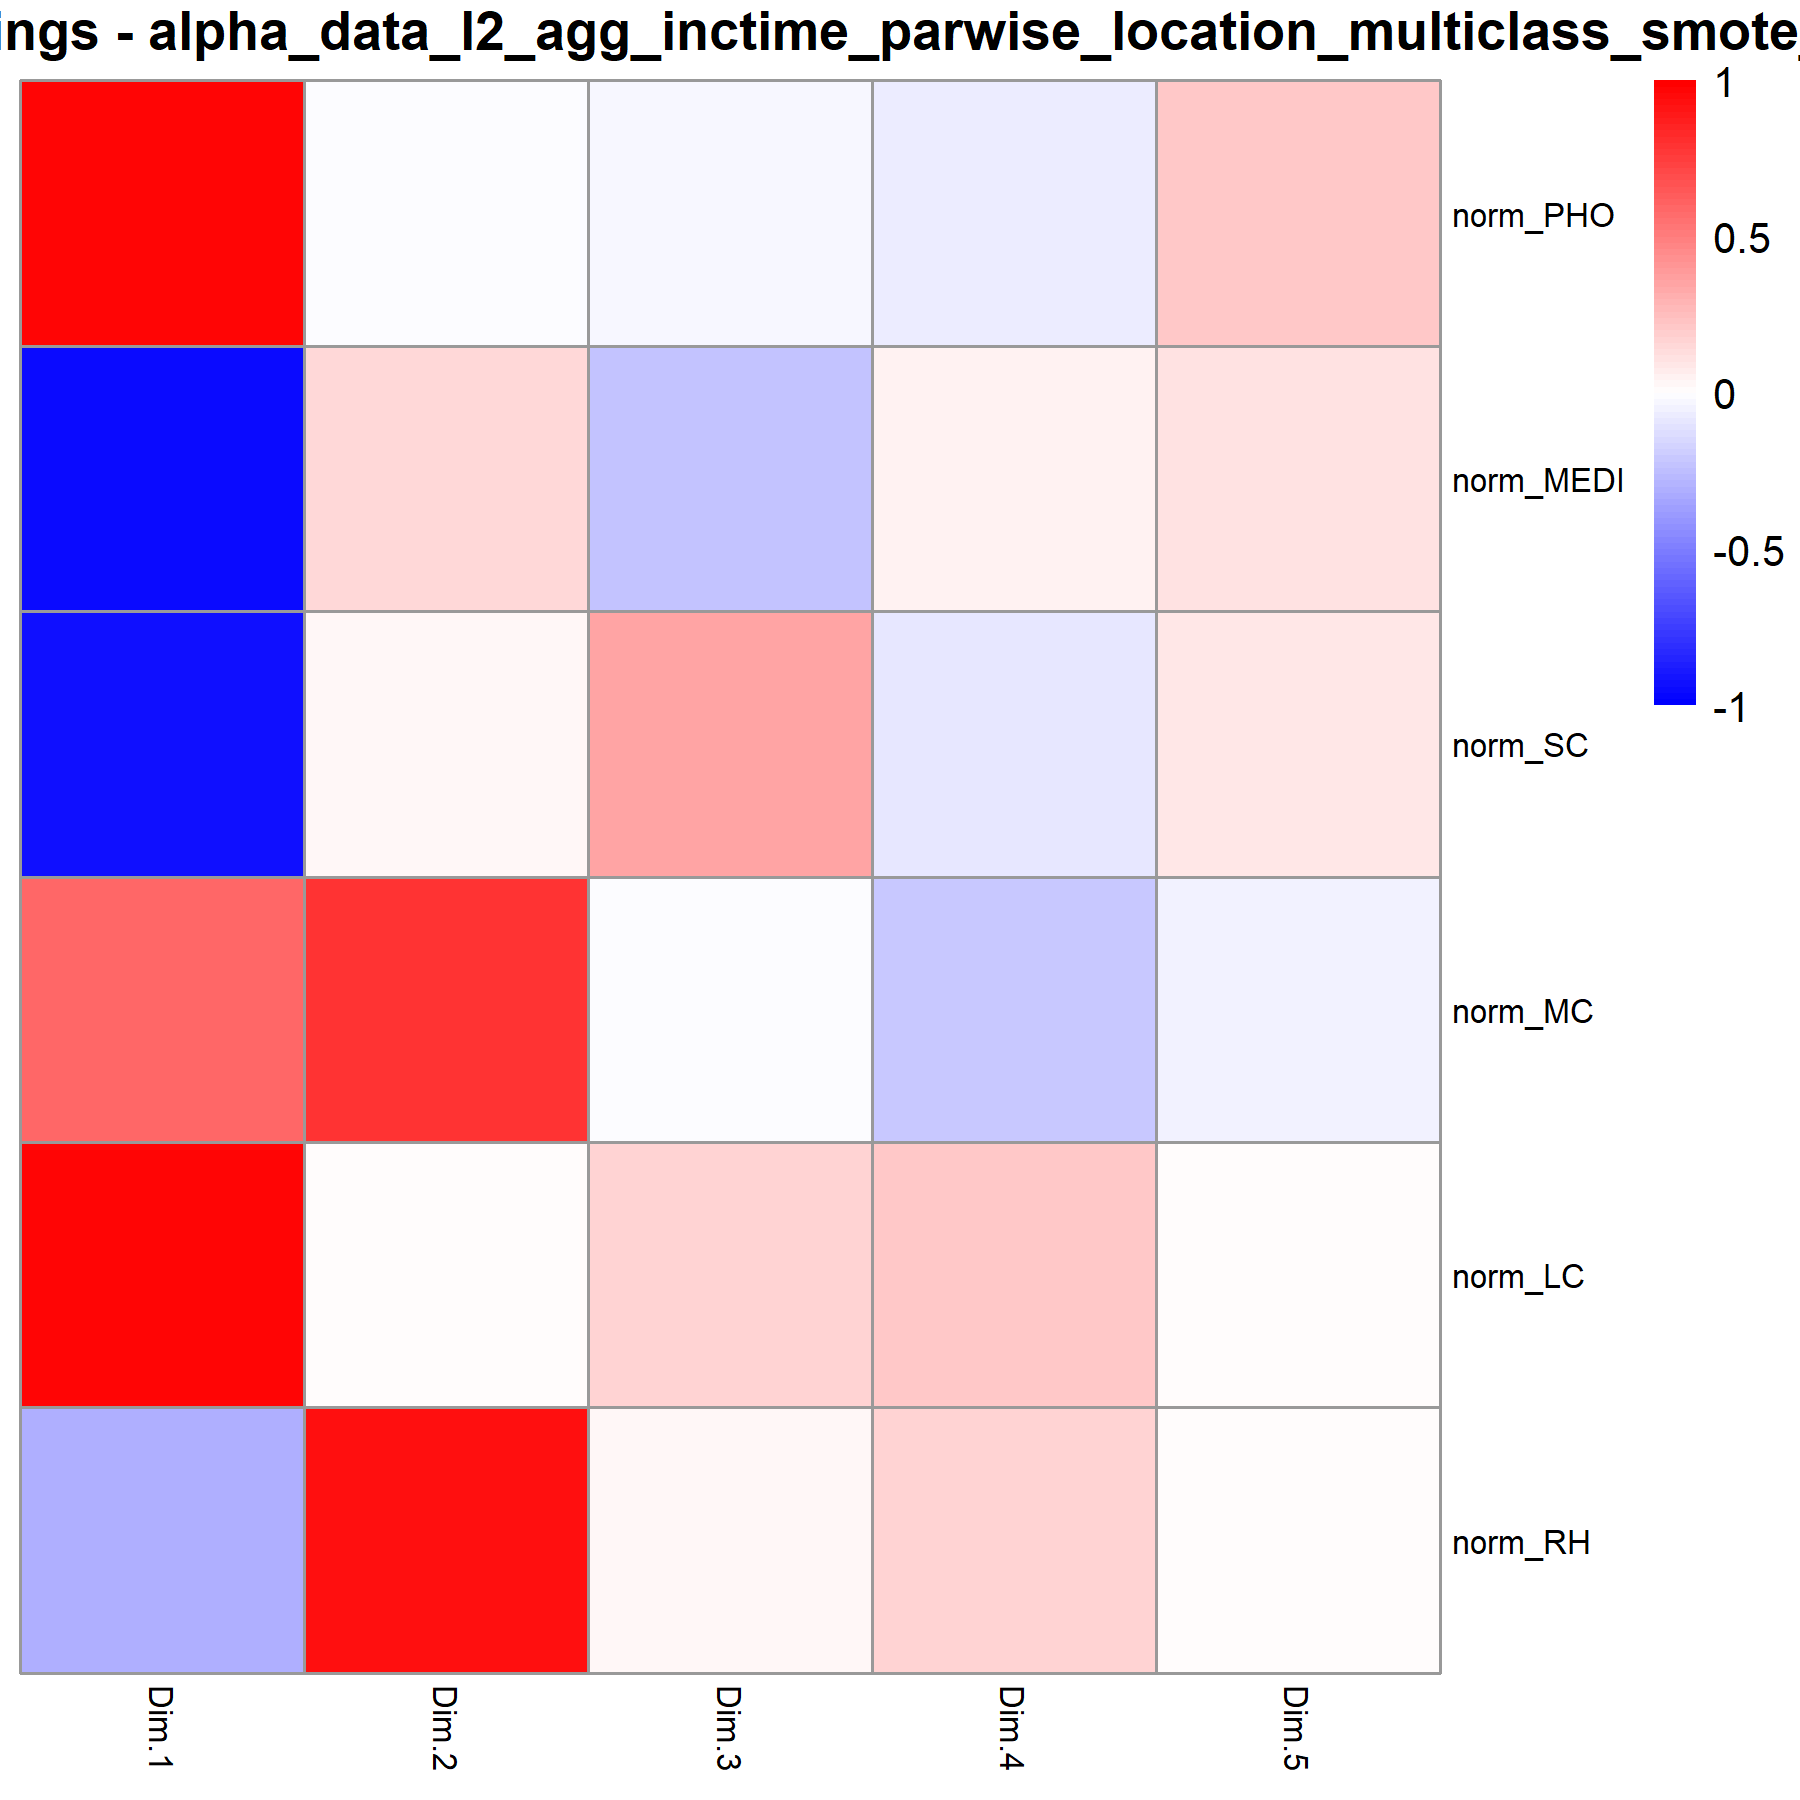 ings - alpha_data_l2_agg_inctime_parwise_location_multiclass_smote_
1
0.5
0
-0.5
-1
norm_PHO
norm_MEDI
norm_SC
norm_MC
norm_LC
norm_RH
Dim.1
Dim.2
Dim.3
Dim.4
Dim.5